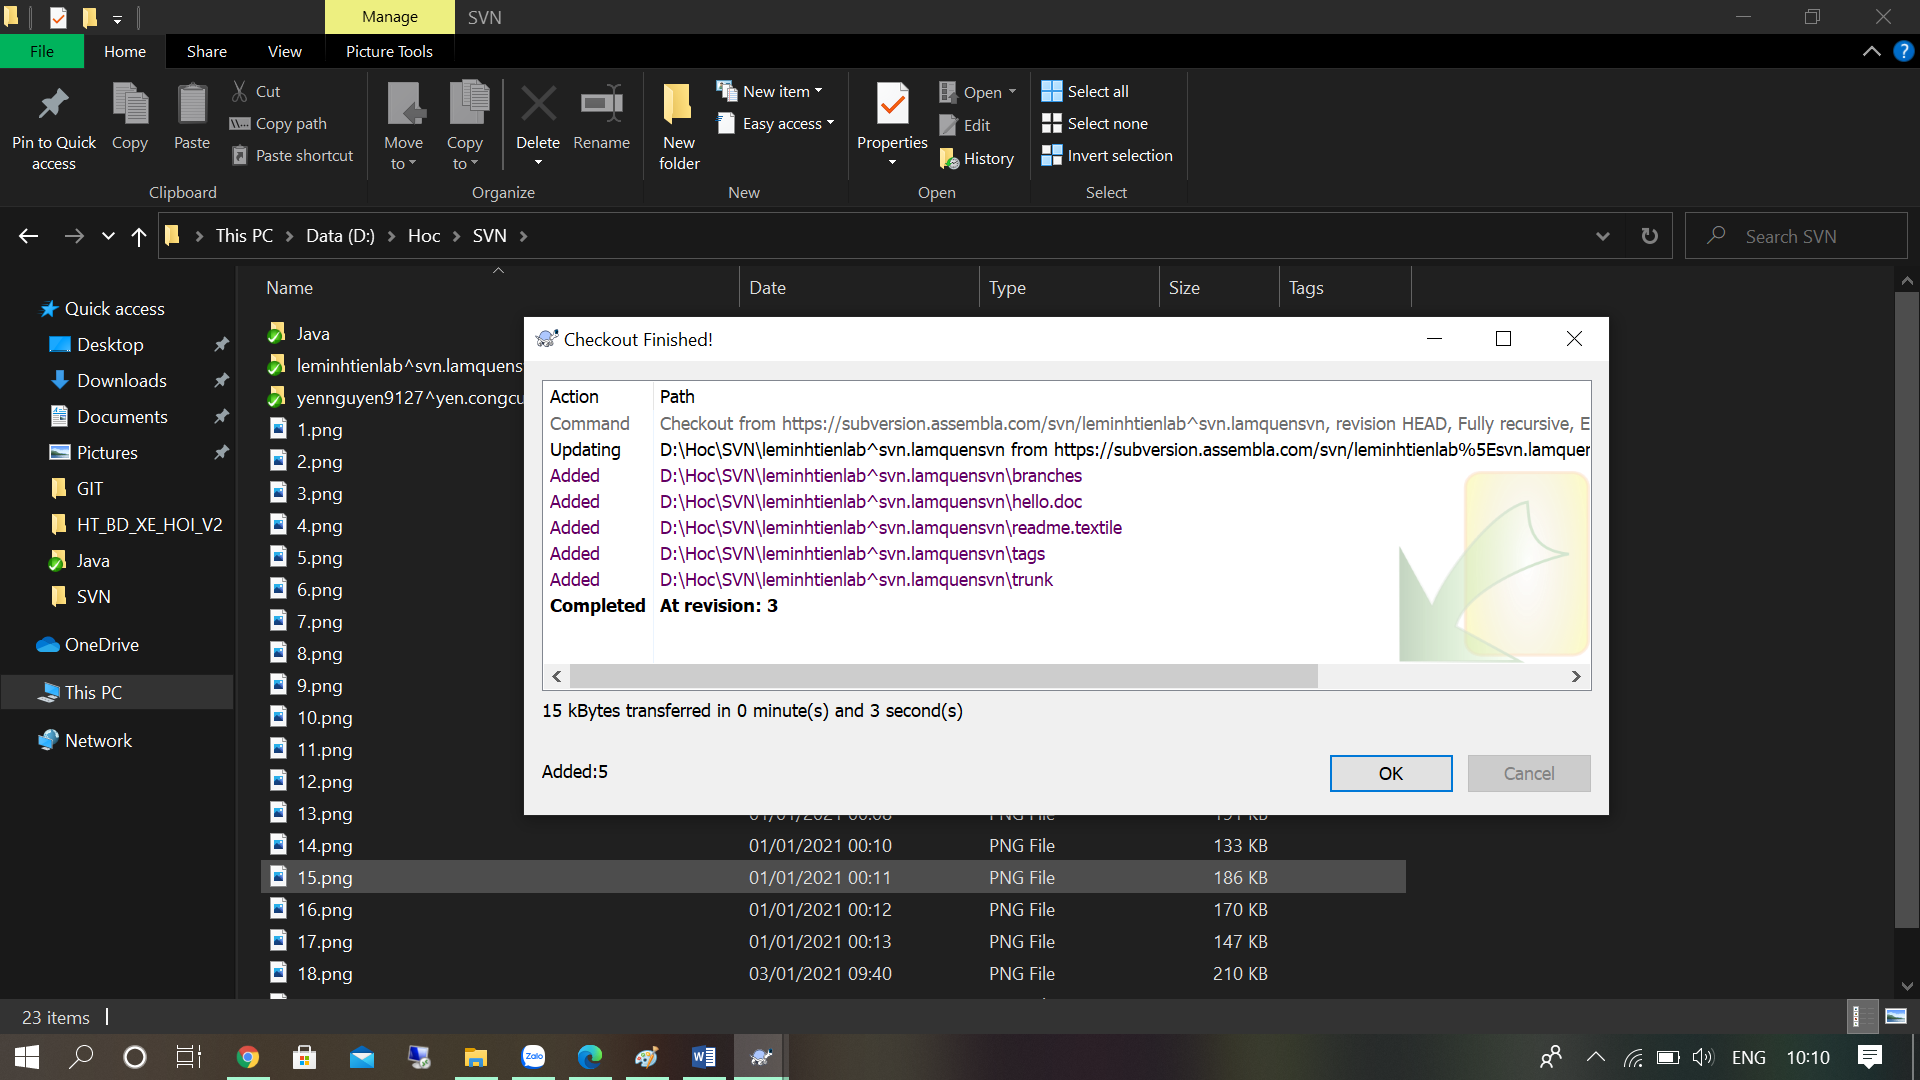 Manage
SVN
File
Home
Share
View
Picture Tools
Pin to Quick access
Copy
Paste
Cut
Copy path
Paste shortcut
Clipboard
Move to
Copy to
Delete
Rename
Organize
New folder
New item
Easy access
New
Properties
Open
Edit
History
Open
Select all
Select none
Invert selection
Select
This PC
Data (D:)
Hoc
SVN
Search SVN
Quick access
Desktop
Downloads
Documents
Pictures
GIT
HT_BD_XE_HOI_V2
Java
SVN
OneDrive
This PC
Network
Name
Date
Type
Size
Tags
Java
leminhtienlab^svn.lamquens
yennguyen9127^yen.congcu
1.png
2.png
3.png
4.png
5.png
6.png
7.png
8.png
9.png
10.png
11.png
12.png
13.png
14.png 01/01/2021 00:10 PNG File 133 KB
15.png 01/01/2021 00:11 PNG File 186 KB
16.png 01/01/2021 00:12 PNG File 170 KB
17.png 01/01/2021 00:13 PNG File 147 KB
18.png 03/01/2021 09:40 PNG File 210 KB
Checkout Finished!
Action Path
Command Checkout from https://subversion.assembla.com/svn/leminhtienlab^svn.lamquensvn, revision HEAD, Fully recursive, E
Updating D:\Hoc\SVN\leminhtienlab^svn.lamquensvn from https://subversion.assembla.com/svn/leminhtienlab%5Esvn.lamquer
Added D:\Hoc\SVN\leminhtienlab^svn.lamquensvn\branches
Added D:\Hoc\SVN\leminhtienlab^svn.lamquensvn\hello.doc
Added D:\Hoc\SVN\leminhtienlab^svn.lamquensvn\readme.textile
Added D:\Hoc\SVN\leminhtienlab^svn.lamquensvn\tags
Added D:\Hoc\SVN\leminhtienlab^svn.lamquensvn\trunk
Completed At revision: 3
15 kBytes transferred in 0 minute(s) and 3 second(s)
Added:5
OK
Cancel
23 items
Zalo
ENG
10:10